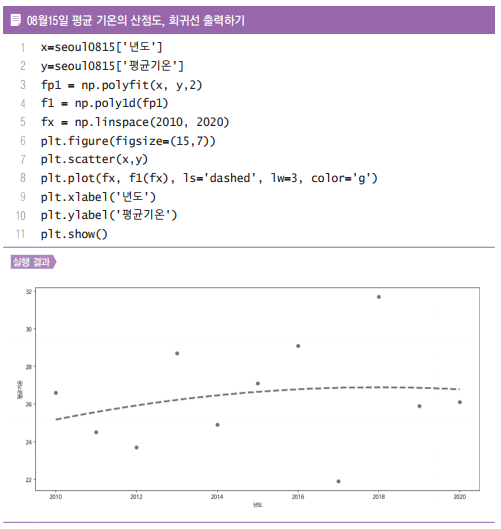 08월15일 평균 기온의 산점도, 회귀선 출력하기
1 x=seoul0815['년도']
2 y=seoul0815['평균기온']
3 fp1 = np.polyfit(x, y,2)
4 f1 = np.poly1d(fp1)
5 fx = np.linspace(2010, 2020)
6 plt.figure(figsize=(15,7))
7 plt.scatter(x,y)
8 plt.plot(fx, f1(fx), ls='dashed', lw=3, color='g')
9 plt.xlabel('년도')
10 plt.ylabel('평균기온')
11 plt.show()
실행 결과
32
30
28
26
24
22
평균기온
2010 2012 2014 2016 2018 2020
년도